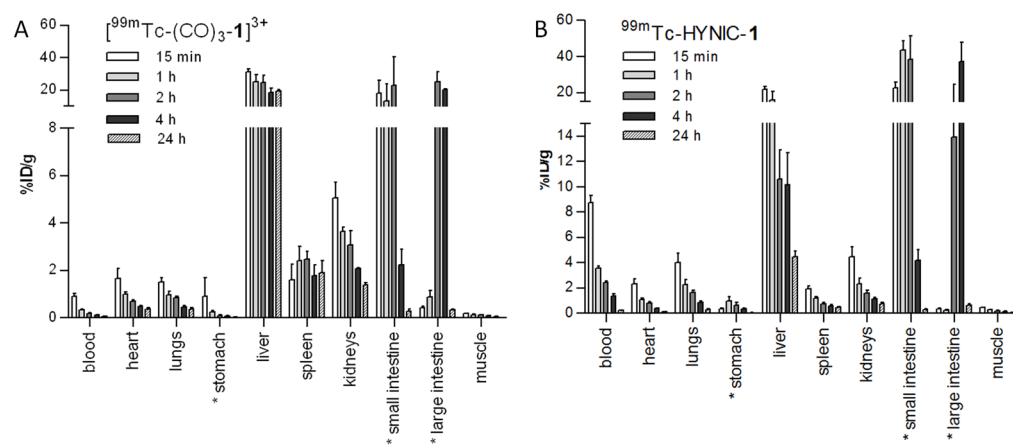 A
[⁹⁹ᵐTc-(CO)₃-1]³⁺
15 min
1 h
2 h
4 h
24 h
60
40
20
8
6
4
2
0
%ID/g
blood
heart
lungs
* stomach
liver
spleen
kidneys
* small intestine
* large intestine
muscle
B
⁹⁹ᵐTc-HYNIC-1
15 min
1 h
2 h
4 h
24 h
60
40
20
14
12
10
8
6
4
2
0
%ID/g
blood
heart
lungs
* stomach
liver
spleen
kidneys
* small intestine
* large intestine
muscle